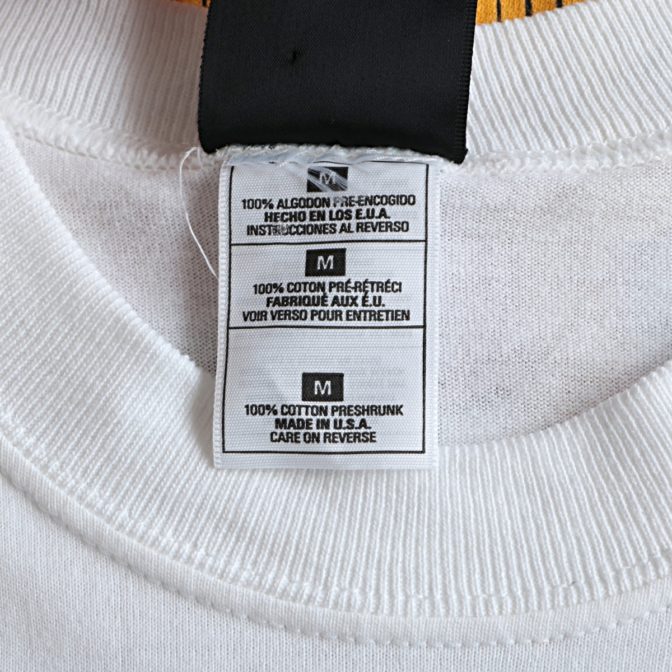 M
100% ALGODON PRE-ENCOGIDO
HECHO EN LOS E.U.A.
INSTRUCCIONES AL REVERSO
M
100% COTON PRÉ-RÉTRÉCI
FABRIQUÉ AUX É.U.
VOIR VERSO POUR ENTRETIEN
M
100% COTTON PRESHRUNK
MADE IN U.S.A.
CARE ON REVERSE